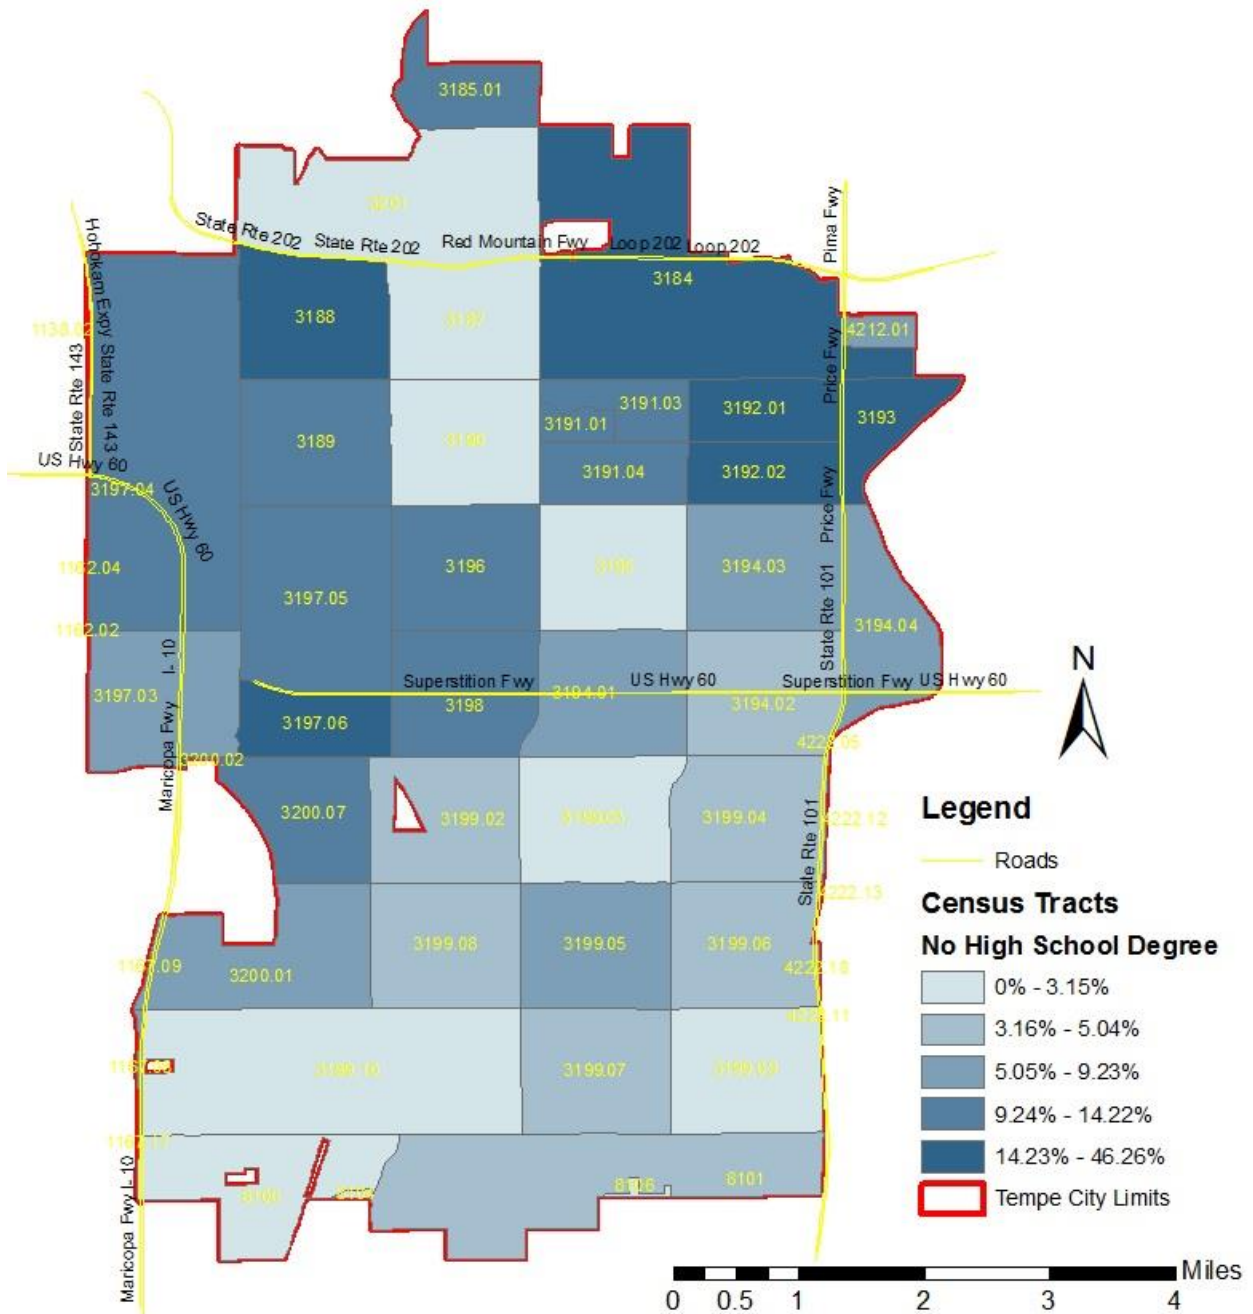 3185.01
3201
State Rte 202
State Rte 202
Red Mountain Fwy
Loop 202
Loop 202
Pima Fwy
Hohokam Expy
State Rte 143
State Rte 143
3184
3188
3187
4212.01
Price Fwy
3191.03
3192.01
3193
3191.01
3189
3190
3191.04
3192.02
US Hwy 60
3197.04
US Hwy 60
Price Fwy
1162.04
3196
3194.03
3197.05
State Rte 101
1162.02
3194.04
N
I- 10
Maricopa Fwy
3197.03
Superstition Fwy
3194.01
US Hwy 60
Superstition Fwy
US Hwy 60
3198
3194.02
3197.06
3200.02
State Rte 101
3200.07
3199.02
3199.04
4222.12
4222.13
3199.08
3199.05
3199.06
1167.09
3200.01
4222.16
4222.11
3199.10
3199.07
I- 10
Maricopa Fwy
8106
8101
Legend
Roads
Census Tracts
No High School Degree
0% - 3.15%
3.16% - 5.04%
5.05% - 9.23%
9.24% - 14.22%
14.23% - 46.26%
Tempe City Limits
Miles
0 0.5 1 2 3 4